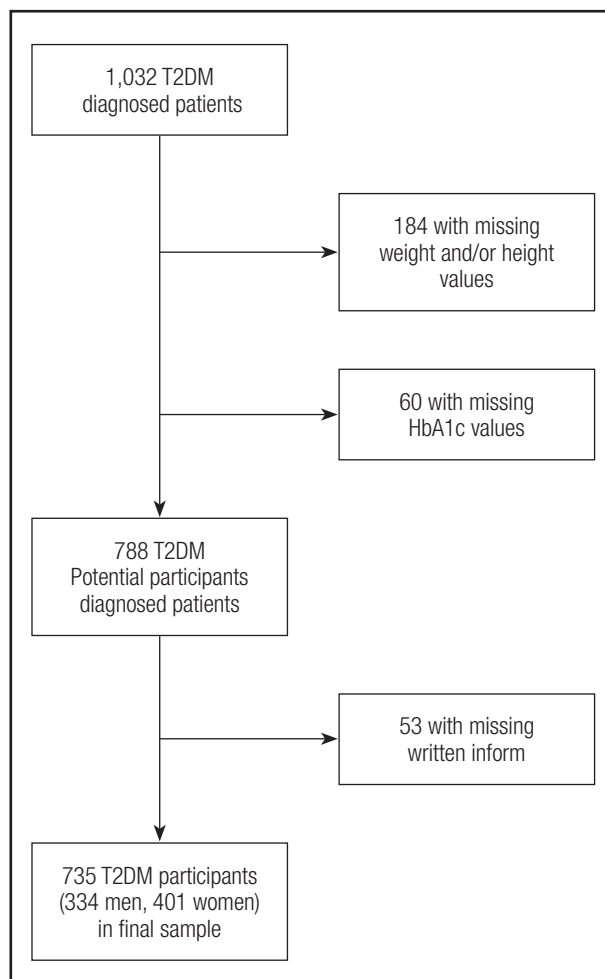 1,032 T2DM
diagnosed patients
184 with missing
weight and/or height
values
60 with missing
HbA1c values
788 T2DM
Potential participants
diagnosed patients
53 with missing
written inform
735 T2DM participants
(334 men, 401 women)
in final sample